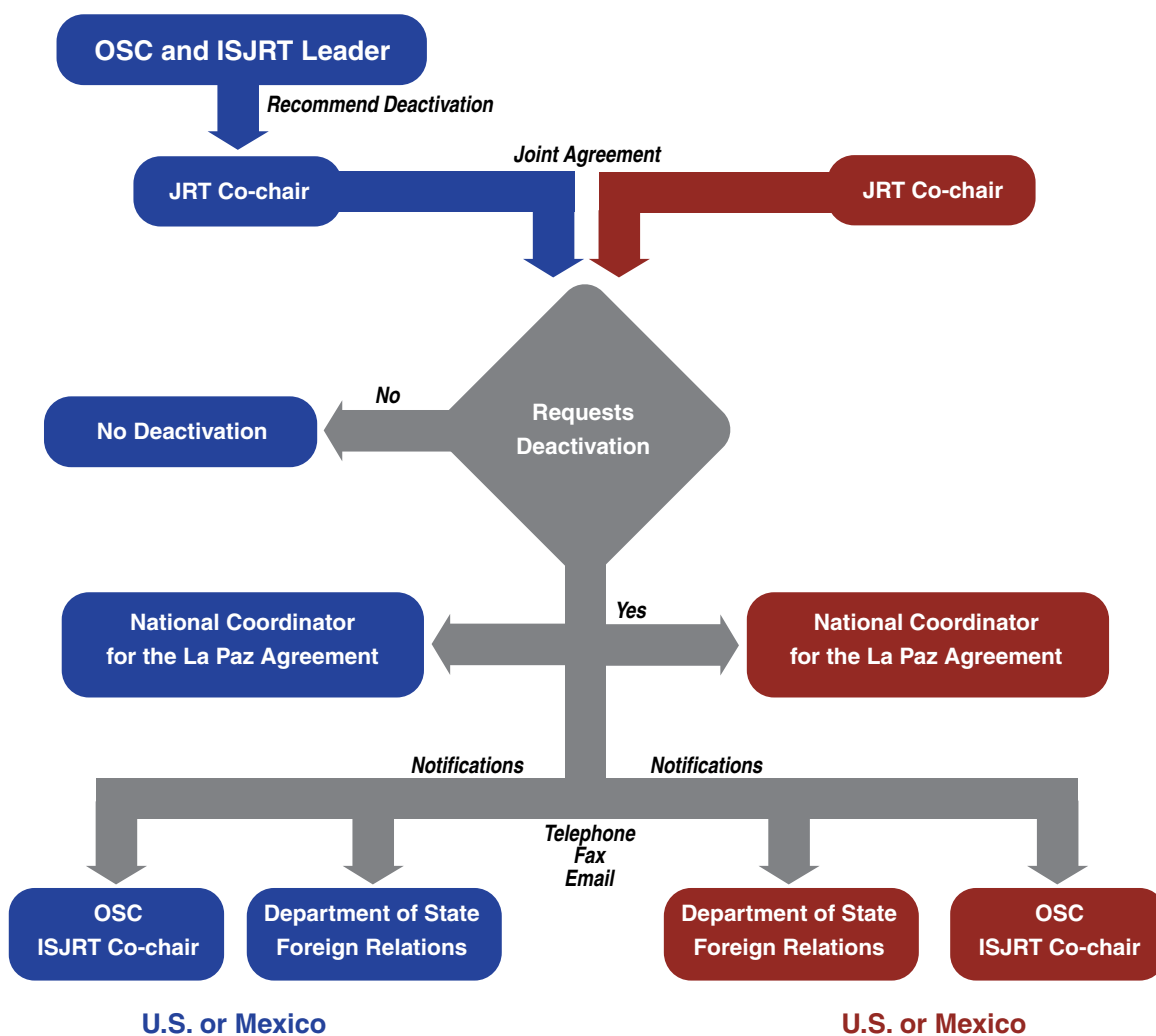 OSC and ISJRT Leader
Recommend Deactivation
Joint Agreement
JRT Co-chair
JRT Co-chair
No
Requests
Deactivation
No Deactivation
Yes
National Coordinator
for the La Paz Agreement
National Coordinator
for the La Paz Agreement
Notifications
Notifications
Telephone
Fax
Email
OSC
ISJRT Co-chair
Department of State
Foreign Relations
Department of State
Foreign Relations
OSC
ISJRT Co-chair
U.S. or Mexico
U.S. or Mexico